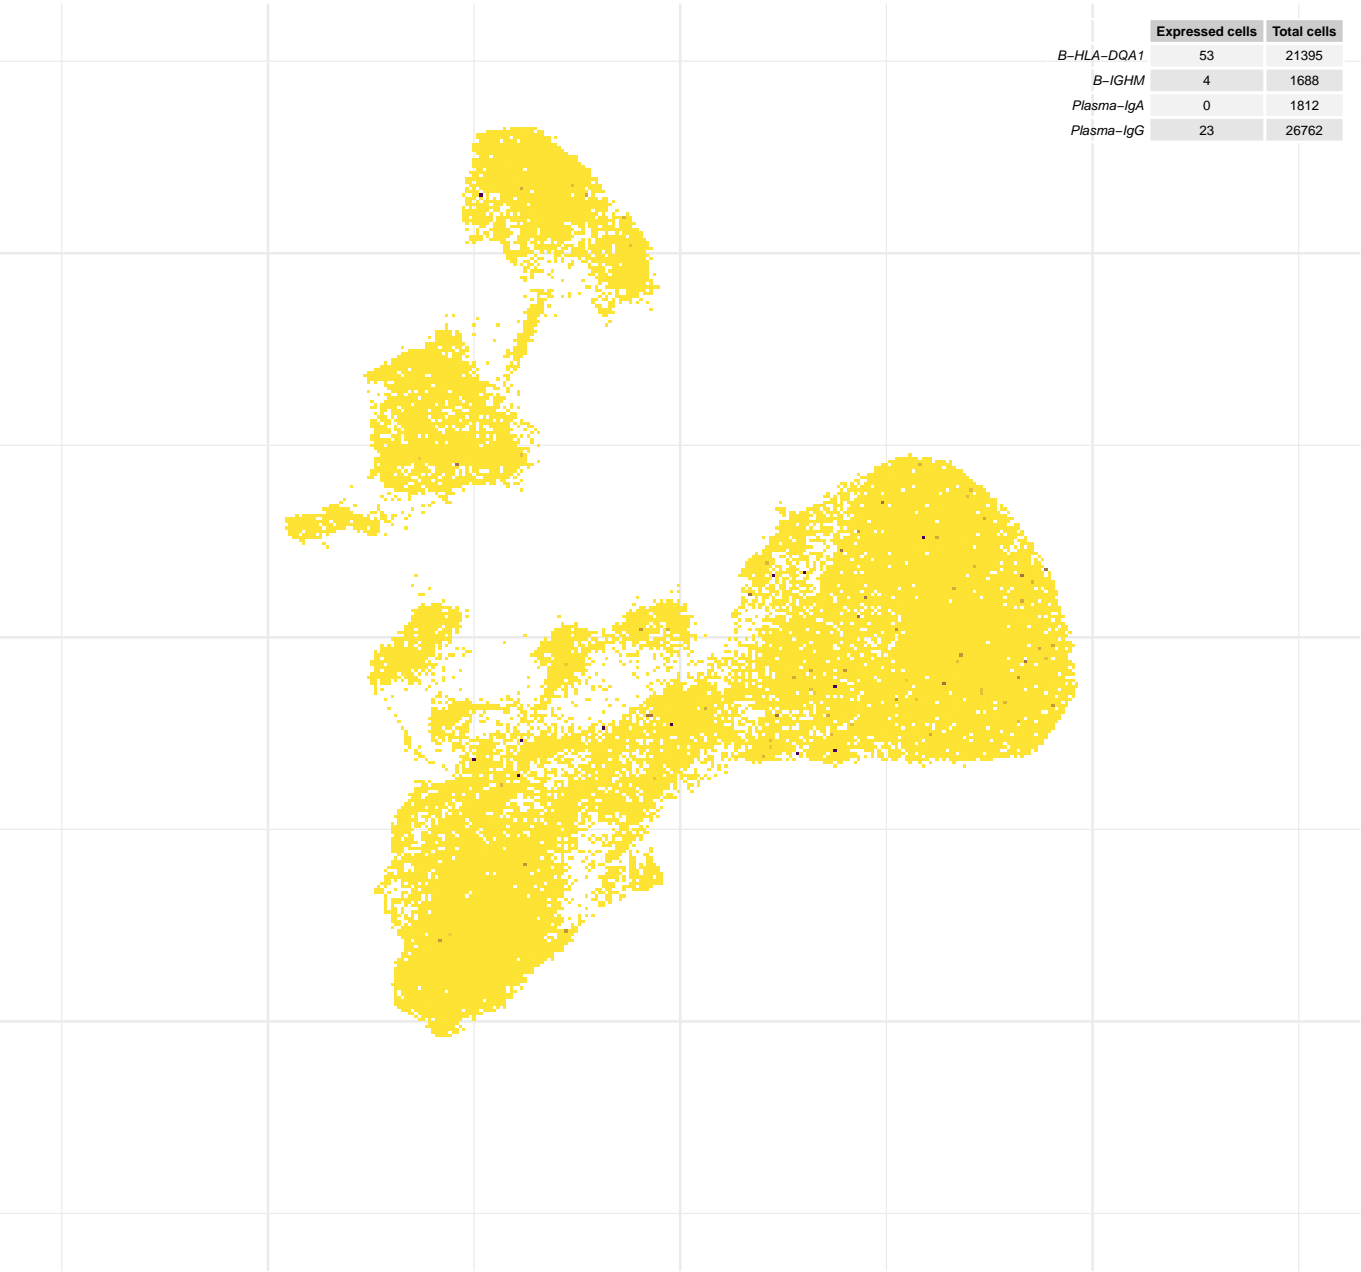 Expressed cells Total cells
B−HLA−DQA1 53 21395
B−IGHM 4 1688
Plasma−IgA 0 1812
Plasma−IgG 23 26762